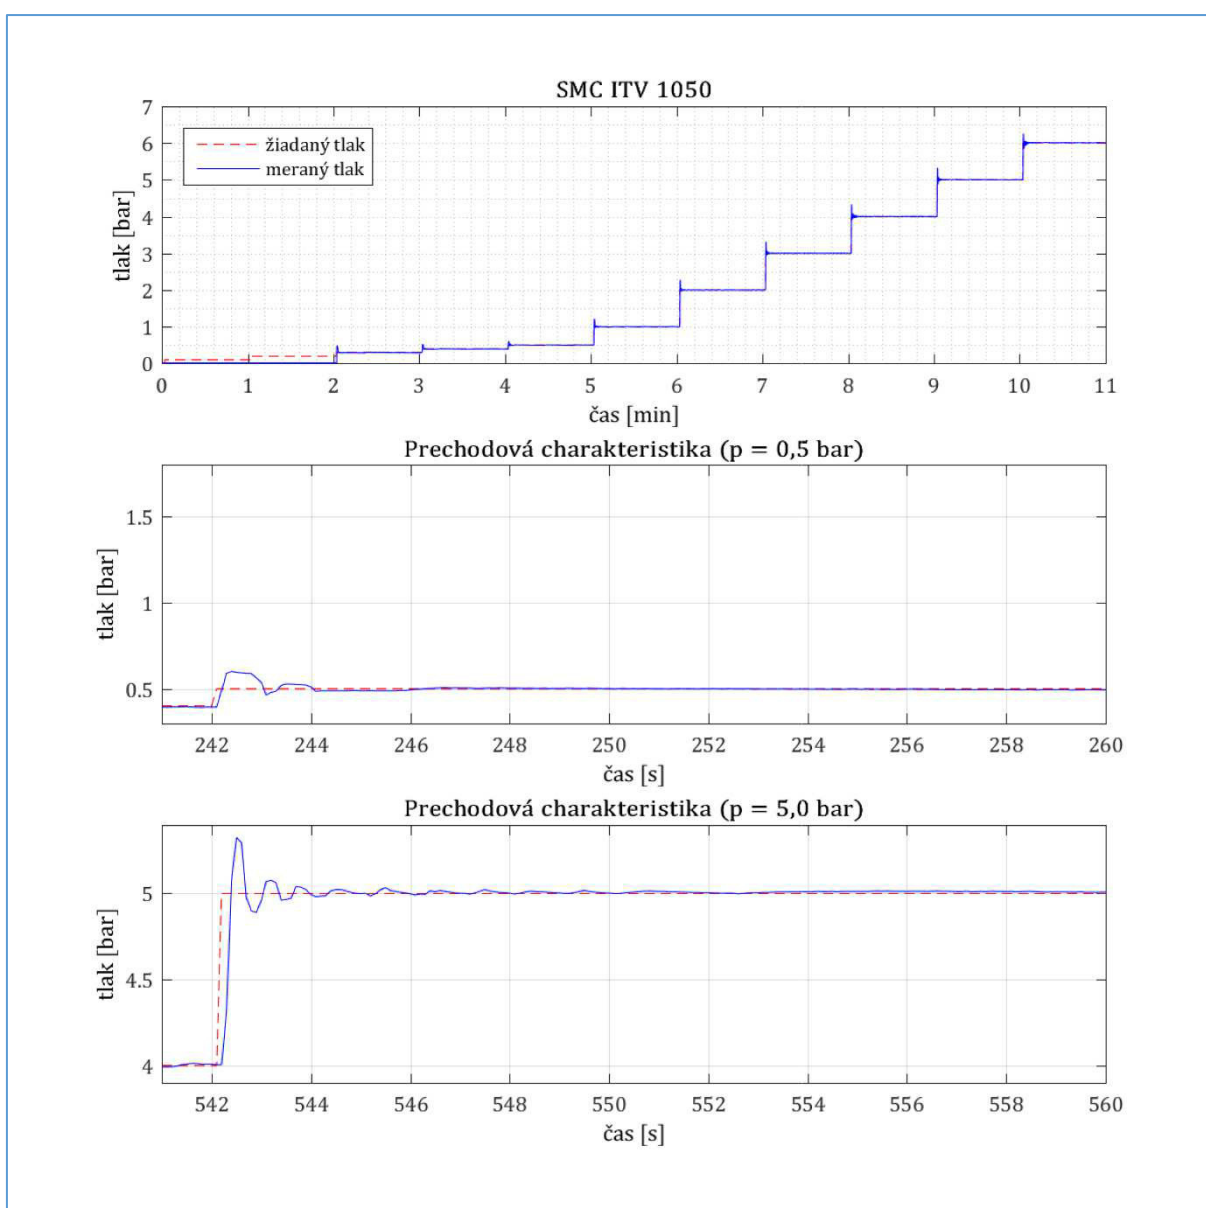 SMC ITV 1050
7
6
5
4
3
2
1
0
tlak [bar]
žiadaný tlak
meraný tlak
0 1 2 3 4 5 6 7 8 9 10 11
čas [min]
Prechodová charakteristika (p = 0,5 bar)
1.5
1
0.5
tlak [bar]
242 244 246 248 250 252 254 256 258 260
čas [s]
Prechodová charakteristika (p = 5,0 bar)
5
4.5
4
tlak [bar]
542 544 546 548 550 552 554 556 558 560
čas [s]